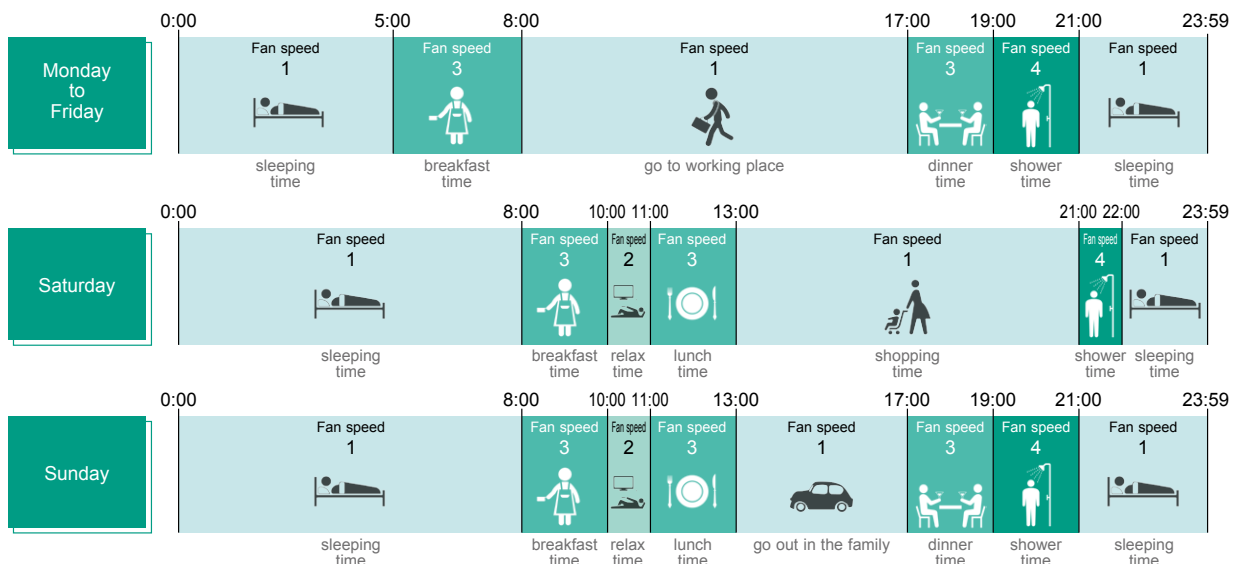 0:00 5:00 8:00 17:00 19:00 21:00 23:59
Monday
to
Friday
Fan speed
1
sleeping
time
Fan speed
3
breakfast
time
Fan speed
1
go to working place
Fan speed
3
dinner
time
Fan speed
4
shower
time
Fan speed
1
sleeping
time
0:00 8:00 10:00 11:00 13:00 21:00 22:00 23:59
Saturday
Fan speed
1
sleeping
time
Fan speed
3
breakfast
time
Fan speed
2
relax
time
Fan speed
3
lunch
time
Fan speed
1
shopping
time
Fan speed
4
shower
time
Fan speed
1
sleeping
time
0:00 8:00 10:00 11:00 13:00 17:00 19:00 21:00 23:59
Sunday
Fan speed
1
sleeping
time
Fan speed
3
breakfast
time
Fan speed
2
relax
time
Fan speed
3
lunch
time
Fan speed
1
go out in the family
Fan speed
3
dinner
time
Fan speed
4
shower
time
Fan speed
1
sleeping
time